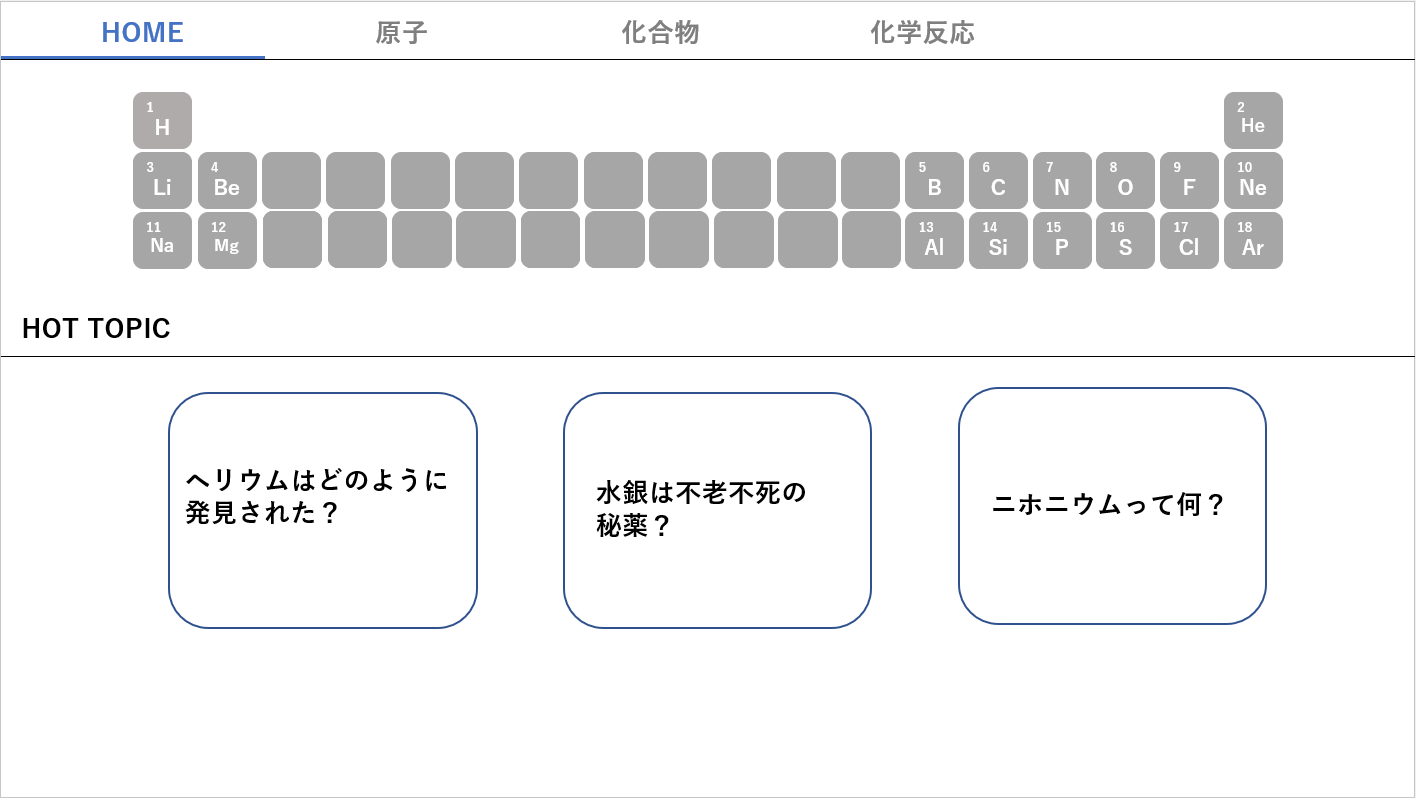 HOME 原子 化合物 化学反応
1 2
H He
3 4 5 6 7 8 9 10
Li Be B C N O F Ne
11 12 13 14 15 16 17 18
Na Mg Al Si P S Cl Ar
HOT TOPIC
ヘリウムはどのように
発見された？
水銀は不老不死の
秘薬？
ニホニウムって何？